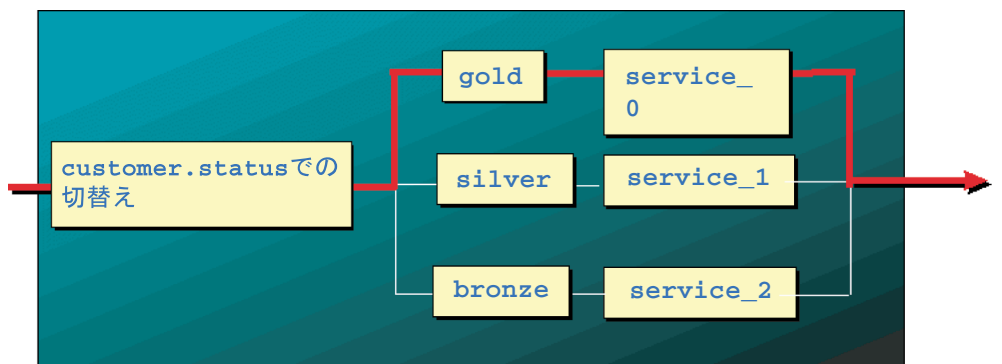 gold
service_
0
customer.statusでの
切替え
silver
service_1
bronze
service_2